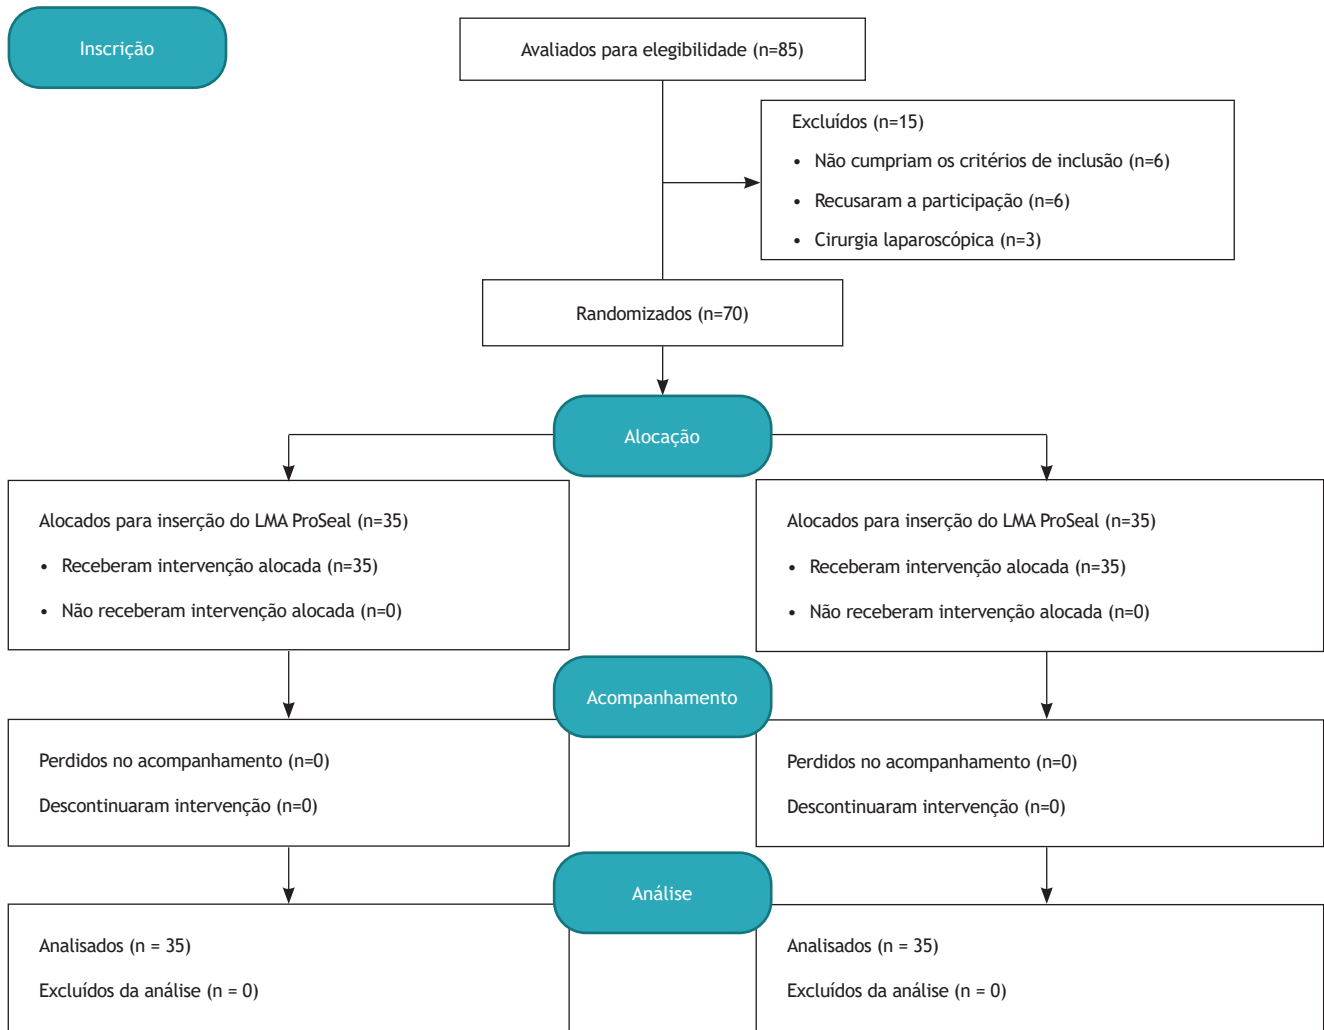 Inscrição
Avaliados para elegibilidade (n=85)
Excluídos (n=15)
• Não cumpriam os critérios de inclusão (n=6)
• Recusaram a participação (n=6)
• Cirurgia laparoscópica (n=3)
Randomizados (n=70)
Alocação
Alocados para inserção do LMA ProSeal (n=35)
• Receberam intervenção alocada (n=35)
• Não receberam intervenção alocada (n=0)
Alocados para inserção do LMA ProSeal (n=35)
• Receberam intervenção alocada (n=35)
• Não receberam intervenção alocada (n=0)
Acompanhamento
Perdidos no acompanhamento (n=0)
Descontinuaram intervenção (n=0)
Perdidos no acompanhamento (n=0)
Descontinuaram intervenção (n=0)
Análise
Analisados (n = 35)
Excluídos da análise (n = 0)
Analisados (n = 35)
Excluídos da análise (n = 0)